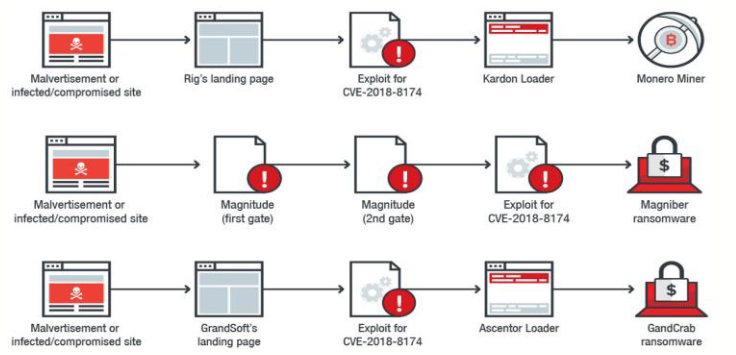 Malvertisement or
infected/compromised site
Rig's landing page
Exploit for
CVE-2018-8174
Kardon Loader
Monero Miner
Malvertisement or
infected/compromised site
Magnitude
(first gate)
Magnitude
(2nd gate)
Exploit for
CVE-2018-8174
Magniber
ransomware
Malvertisement or
infected/compromised site
GrandSoft's
landing page
Exploit for
CVE-2018-8174
Ascentor Loader
GandCrab
ransomware